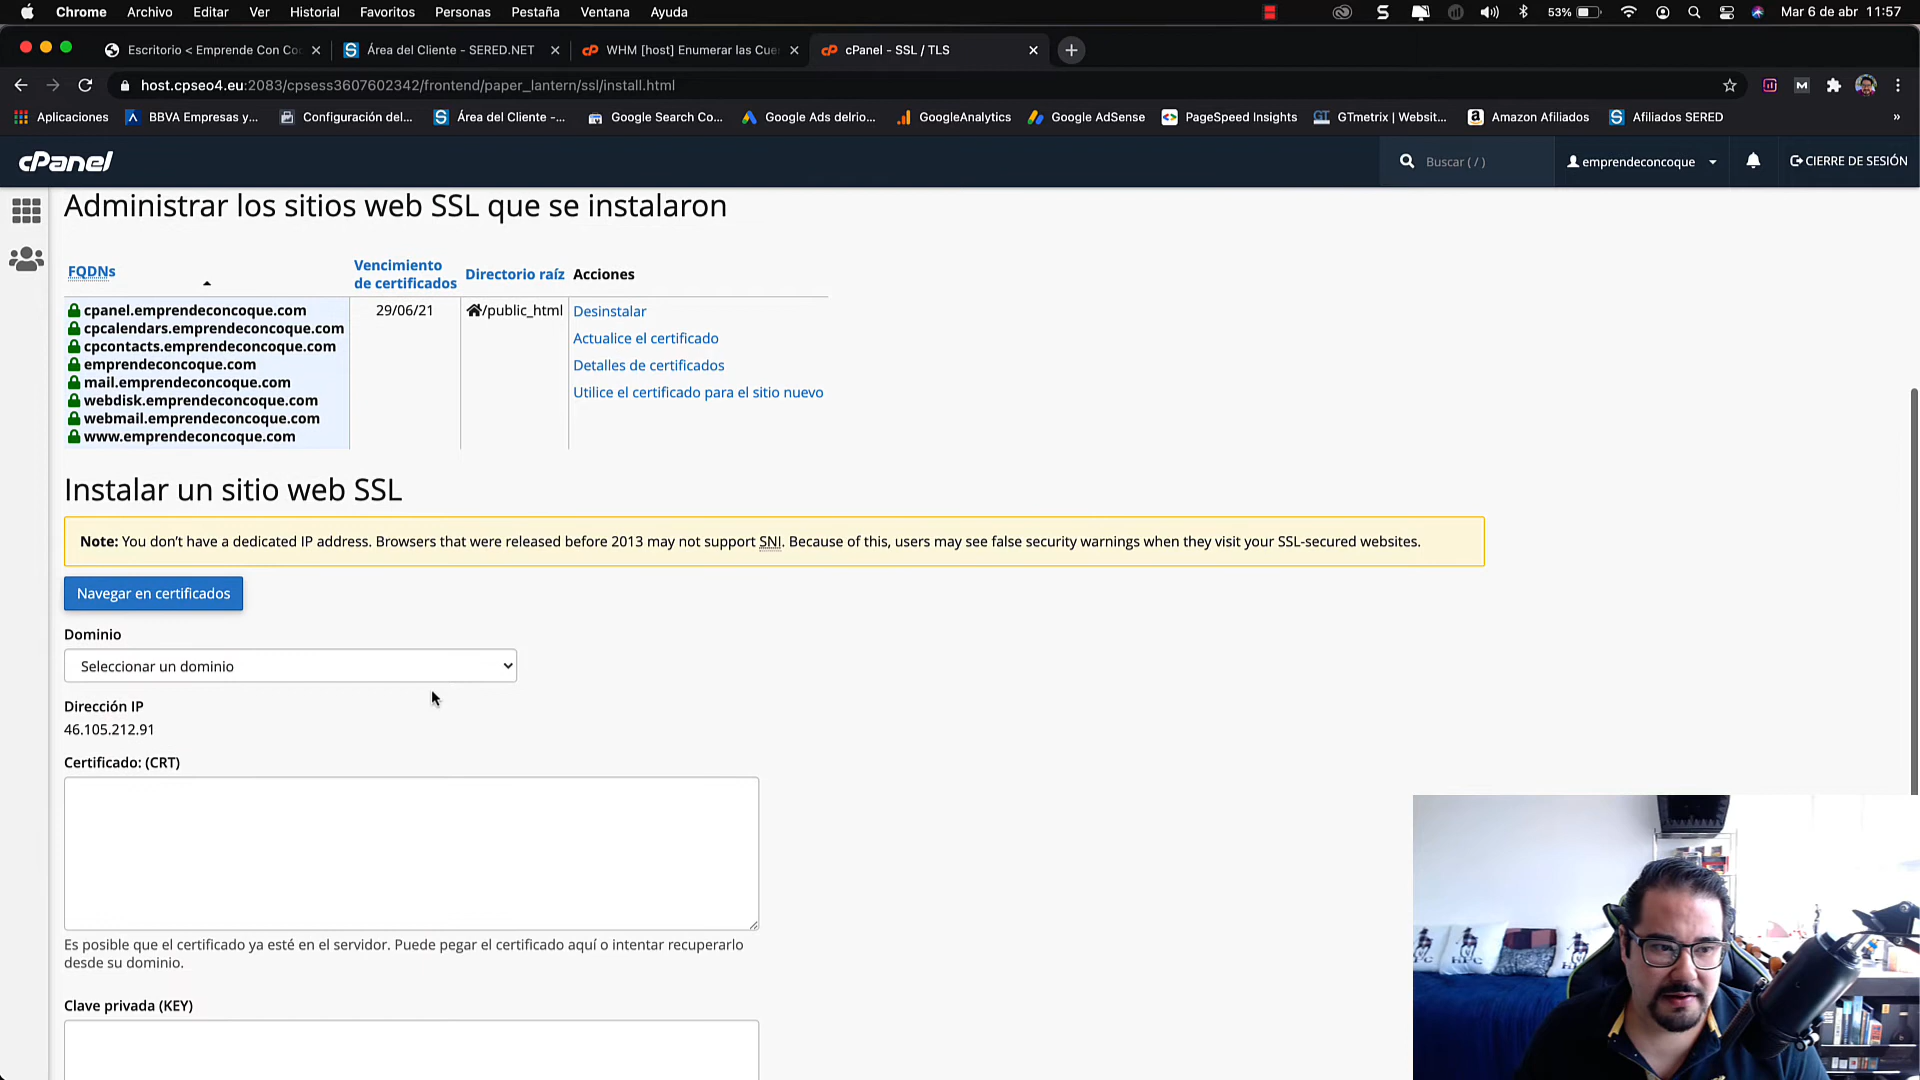 Chrome Archivo Editar Ver Historial Favoritos Personas Pestaña Ventana Ayuda 53% Mar 6 de abr 11:57
Escritorio < Emprende Con Co Área del Cliente - SERED.NET WHM [host] Enumerar las Cue cPanel - SSL / TLS
host.cpseo4.eu:2083/cpsess3607602342/frontend/paper_lantern/ssl/install.html
Aplicaciones BBVA Empresas y... Configuración del... Área del Cliente -... Google Search Co... Google Ads delrio... GoogleAnalytics Google AdSense PageSpeed Insights GTmetrix | Websit... Amazon Afiliados Afiliados SERED »
cPanel Buscar ( / ) emprendeconcoque CIERRE DE SESIÓN
Administrar los sitios web SSL que se instalaron
FQDNs Vencimiento de certificados Directorio raíz Acciones
cpanel.emprendeconcoque.com 29/06/21 /public_html Desinstalar
cpcalendars.emprendeconcoque.com
cpcontacts.emprendeconcoque.com Actualice el certificado
emprendeconcoque.com Detalles de certificados
mail.emprendeconcoque.com
webdisk.emprendeconcoque.com Utilice el certificado para el sitio nuevo
webmail.emprendeconcoque.com
www.emprendeconcoque.com
Instalar un sitio web SSL
Note: You don't have a dedicated IP address. Browsers that were released before 2013 may not support SNI. Because of this, users may see false security warnings when they visit your SSL-secured websites.
Navegar en certificados
Dominio
Seleccionar un dominio
Dirección IP
46.105.212.91
Certificado: (CRT)
Es posible que el certificado ya esté en el servidor. Puede pegar el certificado aquí o intentar recuperarlo
desde su dominio.
Clave privada (KEY)